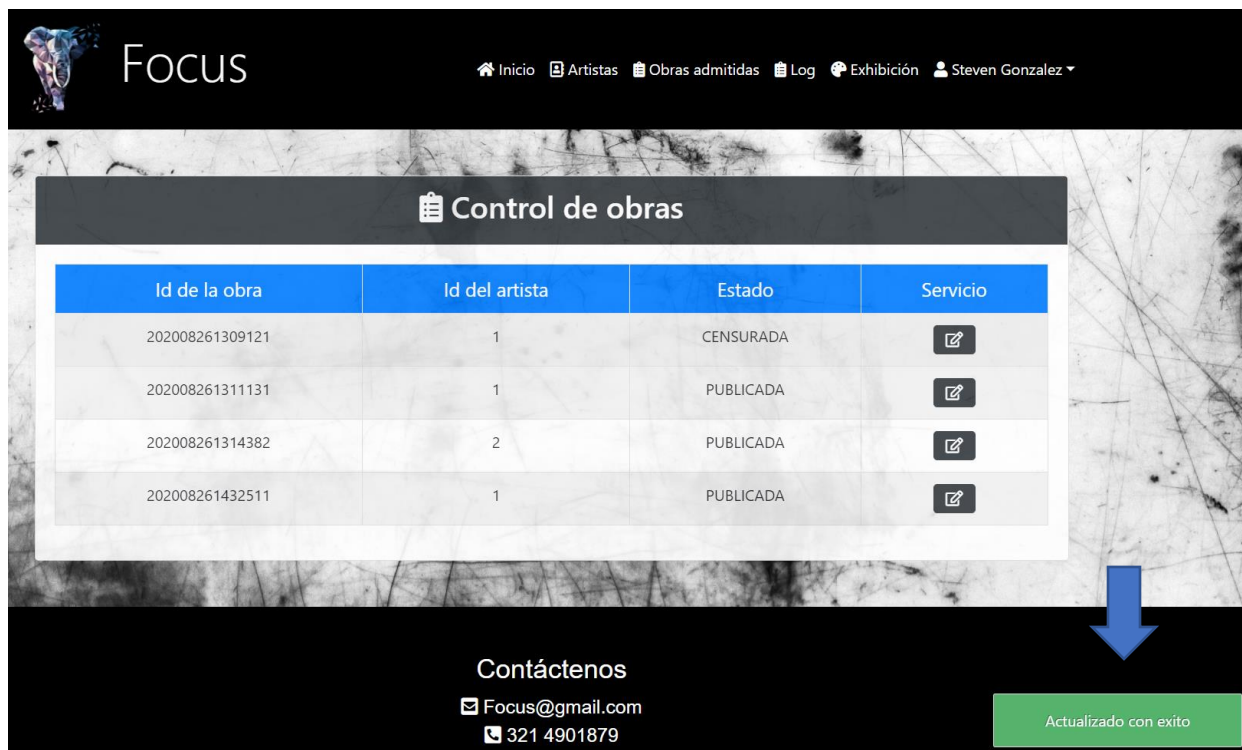 Focus
Inicio Artistas Obras admitidas Log Exhibición Steven Gonzalez
Control de obras
Id de la obra Id del artista Estado Servicio
202008261309121 1 CENSURADA
202008261311131 1 PUBLICADA
202008261314382 2 PUBLICADA
202008261432511 1 PUBLICADA
Contáctenos
Focus@gmail.com
321 4901879
Actualizado con exito